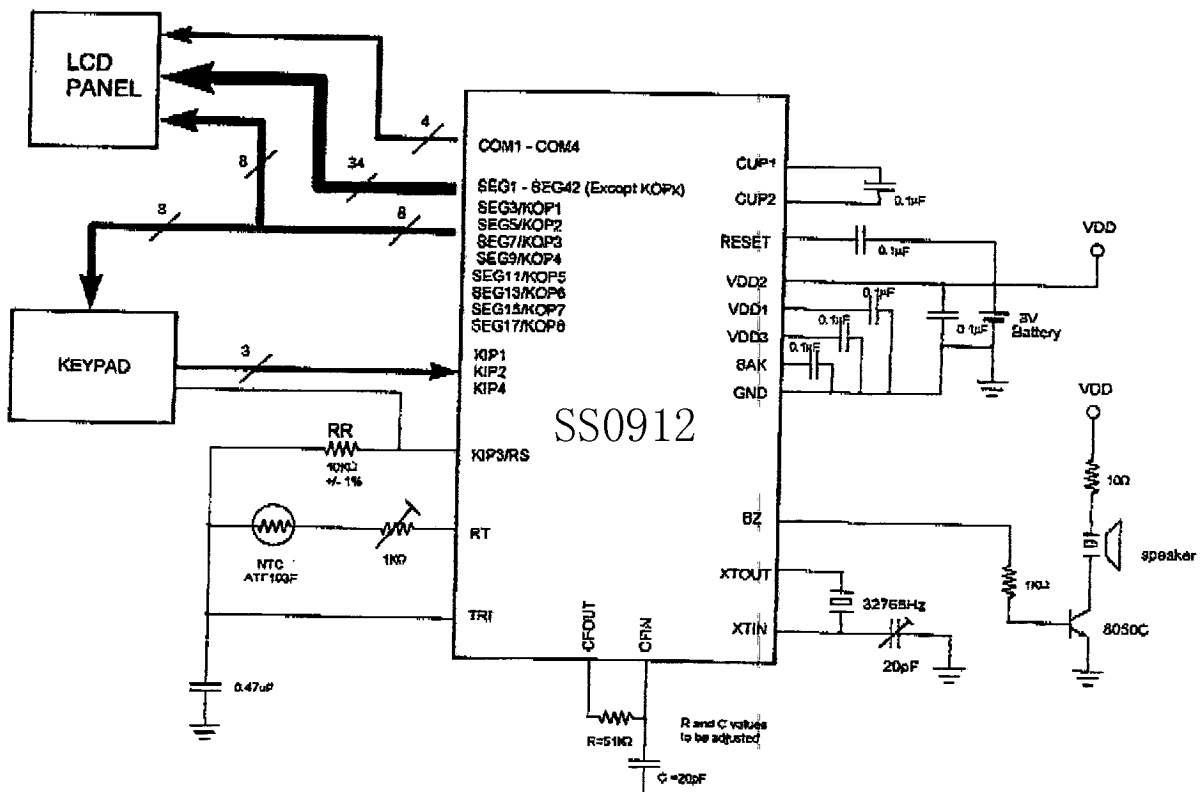 LCD
PANEL
4
COM1 - COM4
8
34
SEG1 - SEG42 (Except KOPx)
8
8
SEG3/KOP1
SEG5/KOP2
SEG7/KOP3
SEG9/KOP4
SEG11/KOP5
SEG13/KOP6
SEG15/KOP7
SEG17/KOP8
KEYPAD
3
KIP1
KIP2
KIP4
RR
10KΩ
+/- 1%
KIP3/RS
NTC
1KΩ
RT
TRI
0.47uF
CFOUT
CFIN
R=51KΩ
C =20pF
R and C values
to be adjusted
SS0912
CUP1
CUP2
0.1µF
RESET
0.1µF
VDD
VDD2
VDD1
0.1µF
VDD3
0.1µF
BAK
0.1µF
GND
0.1µF
3V
Battery
VDD
10Ω
speaker
BZ
1KΩ
8050C
XTOUT
32768Hz
XTIN
20pF